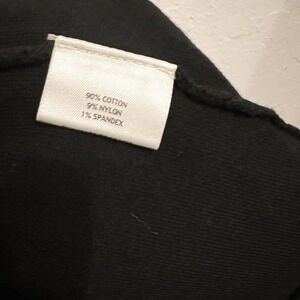 90% COTTON
9% NYLON
1% SPANDEX